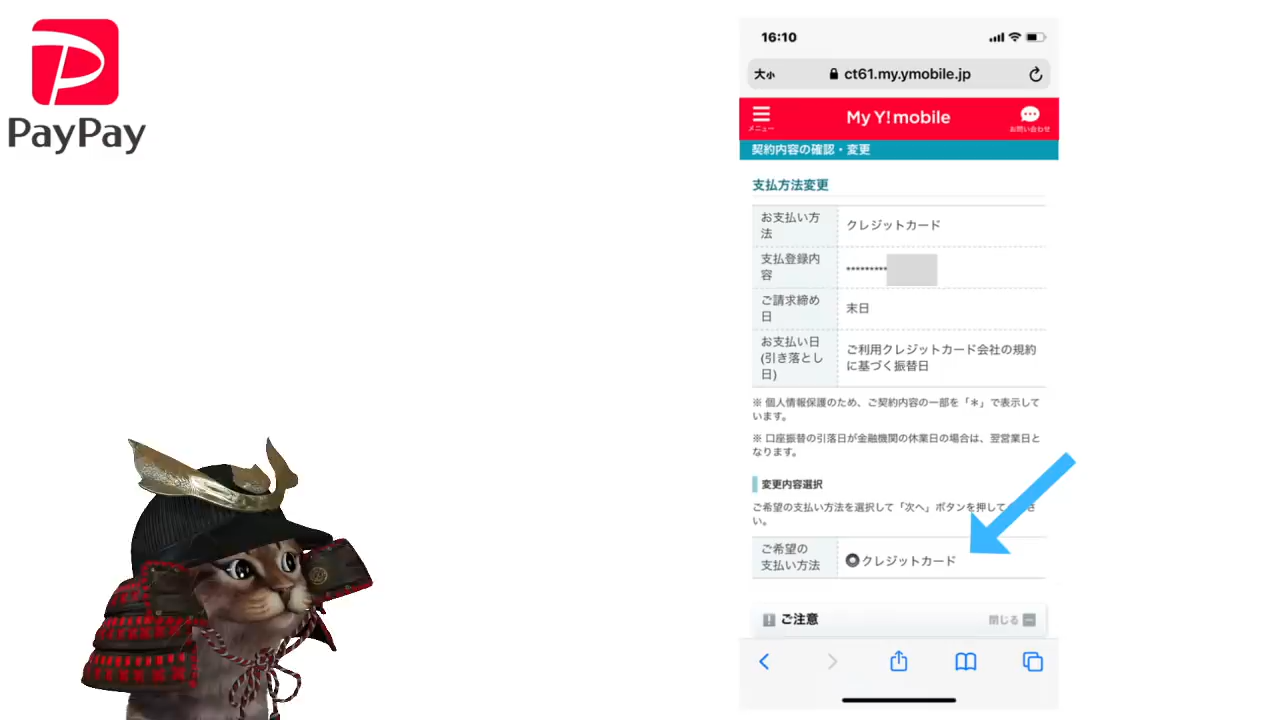 PayPay
16:10
大小 ct61.my.ymobile.jp
メニュー My Y!mobile お問い合わせ
契約内容の確認・変更
支払方法変更
お支払い方
法
クレジットカード
支払登録内
容
*********
ご請求締め
日
末日
お支払い日
(引き落とし
日)
ご利用クレジットカード会社の規約
に基づく振替日
※ 個人情報保護のため、ご契約内容の一部を「＊」で表示して
います。
※ 口座振替の引落日が金融機関の休業日の場合は、翌営業日と
なります。
変更内容選択
ご希望の支払い方法を選択して「次へ」ボタンを押して さ
い。
ご希望の
支払い方法
クレジットカード
ご注意 閉じる